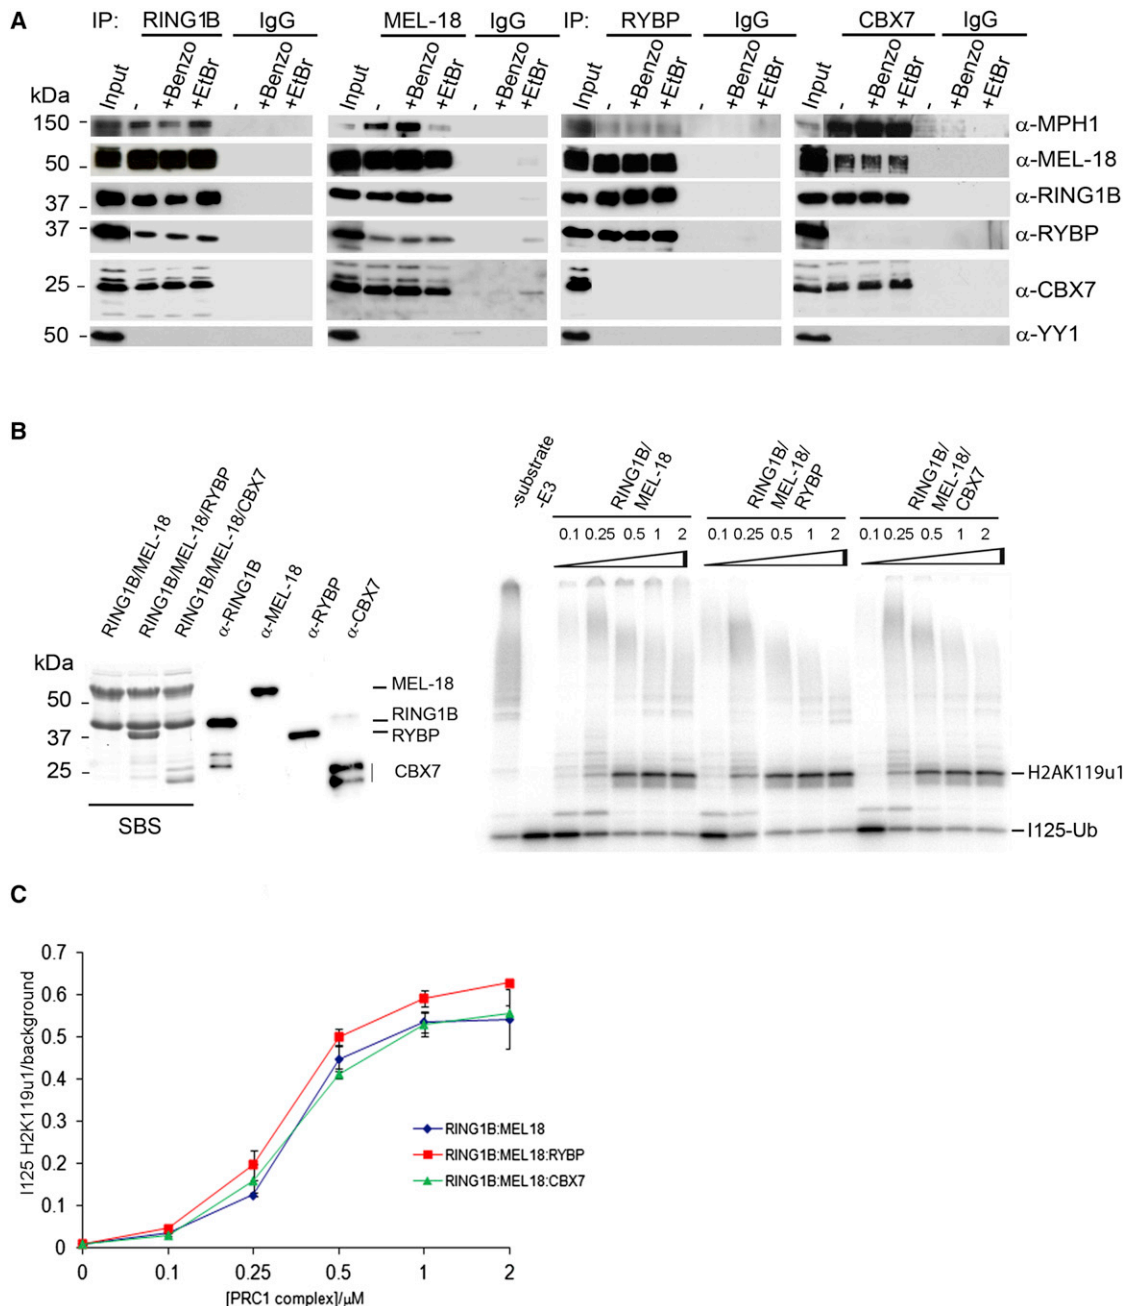 A
IP: RING1B IgG MEL-18 IgG IP: RYBP IgG CBX7 IgG
Input - +Benzo +EtBr - +Benzo +EtBr Input - +Benzo +EtBr - +Benzo +EtBr Input - +Benzo +EtBr - +Benzo +EtBr Input - +Benzo +EtBr - +Benzo +EtBr
kDa
150 α-MPH1
50 α-MEL-18
37 α-RING1B
37 α-RYBP
25 α-CBX7
50 α-YY1
B
RING1B/MEL-18 RING1B/MEL-18/RYBP RING1B/MEL-18/CBX7 α-RING1B α-MEL-18 α-RYBP α-CBX7
kDa
50
37
25
MEL-18
RING1B
RYBP
CBX7
SBS
-substrate
-E3
RING1B/
MEL-18
RING1B/
MEL-18/
RYBP
RING1B/
MEL-18/
CBX7
0.1 0.25 0.5 1 2 0.1 0.25 0.5 1 2 0.1 0.25 0.5 1 2
H2AK119u1
I125-Ub
C
I125 H2K119u1/background
0.7
0.6
0.5
0.4
0.3
0.2
0.1
0
RING1B:MEL18
RING1B:MEL18:RYBP
RING1B:MEL18:CBX7
0 0.1 0.25 0.5 1 2
[PRC1 complex]/µM